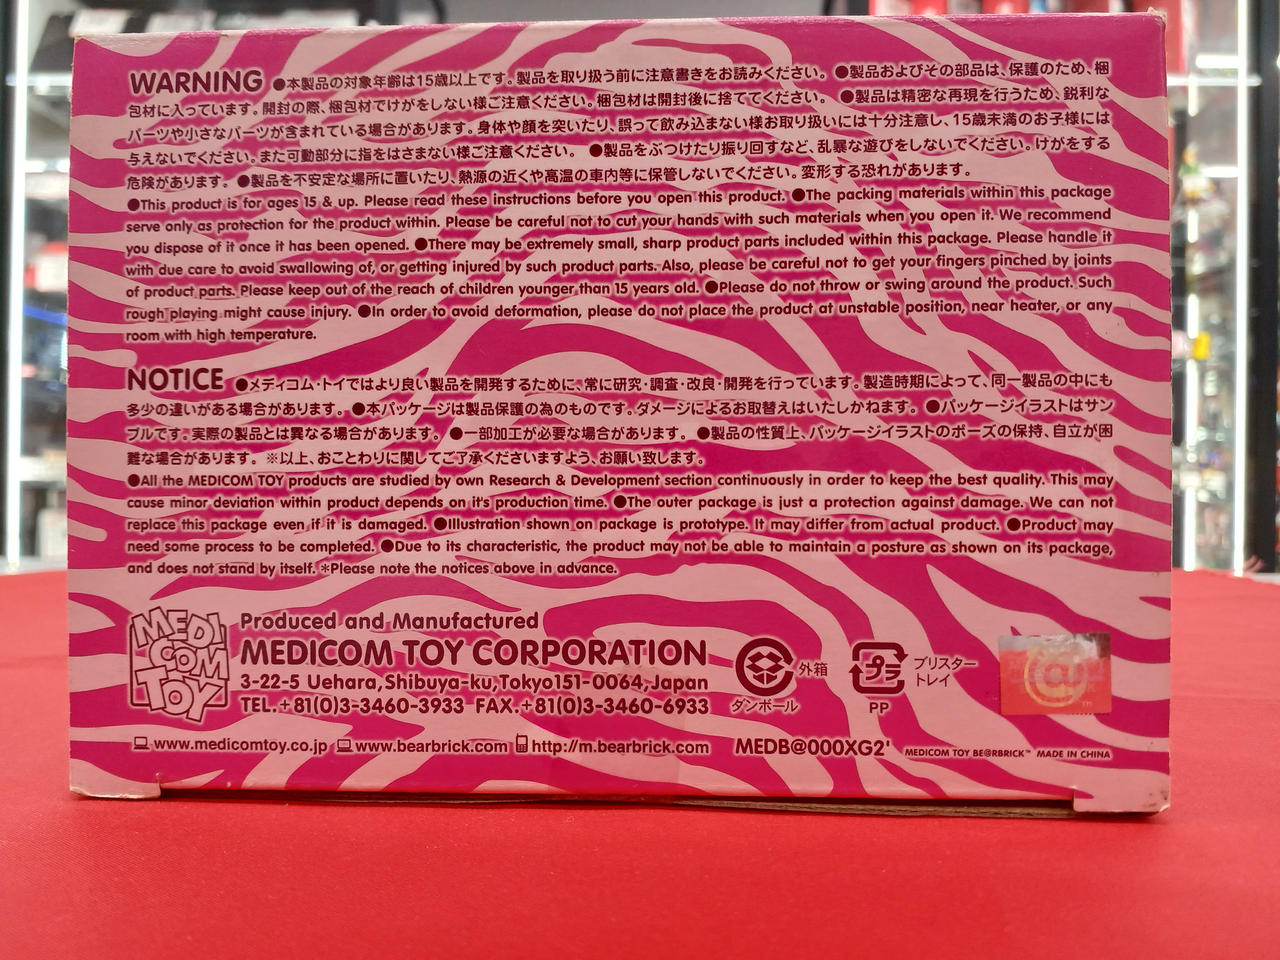 WARNING ●本製品の対象年齢は15歳以上です。製品を取り扱う前に注意書きをお読みください。 ●製品およびその部品は、保護のため、梱
包材に入っています。開封の際、梱包材でけがをしない様ご注意ください。梱包材は開封後に捨ててください。 ●製品は精密な再現を行うため、鋭利な
パーツや小さなパーツが含まれている場合があります。身体や顔を突いたり、誤って飲み込まない様お取り扱いには十分注意し、15歳未満のお子様には
与えないでください。また可動部分に指をはさまない様ご注意ください。 ●製品をぶつけたり振り回すなど、乱暴な遊びをしないでください。けがをする
危険があります。 ●製品を不安定な場所に置いたり、熱源の近くや高温の車内等に保管しないでください。変形する恐れがあります。
●This product is for ages 15 & up. Please read these instructions before you open this product. ●The packing materials within this package
serve only as protection for the product within. Please be careful not to cut your hands with such materials when you open it. We recommend
you dispose of it once it has been opened. ●There may be extremely small, sharp product parts included within this package. Please handle it
with due care to avoid swallowing of, or getting injured by such product parts. Also, please be careful not to get your fingers pinched by joints
of product parts. Please keep out of the reach of children younger than 15 years old. ●Please do not throw or swing around the product. Such
rough playing might cause injury. ●In order to avoid deformation, please do not place the product at unstable position, near heater, or any
room with high temperature.
NOTICE ●メディコム・トイではより良い製品を開発するために、常に研究・調査・改良・開発を行っています。製造時期によって、同一製品の中にも
多少の違いがある場合があります。 ●本パッケージは製品保護の為のものです。ダメージによるお取替えはいたしかねます。 ●パッケージイラストはサン
プルです。実際の製品とは異なる場合があります。 ●一部加工が必要な場合があります。 ●製品の性質上、パッケージイラストのポーズの保持、自立が困
難な場合があります。 ※以上、おことわりに関してご了承くださいますよう、お願い致します。
●All the MEDICOM TOY products are studied by own Research & Development section continuously in order to keep the best quality. This may
cause minor deviation within product depends on it's production time. ●The outer package is just a protection against damage. We can not
replace this package even if it is damaged. ●Illustration shown on package is prototype. It may differ from actual product. ●Product may
need some process to be completed. ●Due to its characteristic, the product may not be able to maintain a posture as shown on its package,
and does not stand by itself. *Please note the notices above in advance.
MEDI
COM
TOY
Produced and Manufactured
MEDICOM TOY CORPORATION
3-22-5 Uehara,Shibuya-ku,Tokyo151-0064,Japan
TEL.+81(0)3-3460-3933 FAX.+81(0)3-3460-6933
ダンボール
外箱
プラ
PP
ブリスター
トレイ
www.medicomtoy.co.jp www.bearbrick.com http://m.bearbrick.com MEDB@000XG2' MEDICOM TOY BE@RBRICK™ MADE IN CHINA